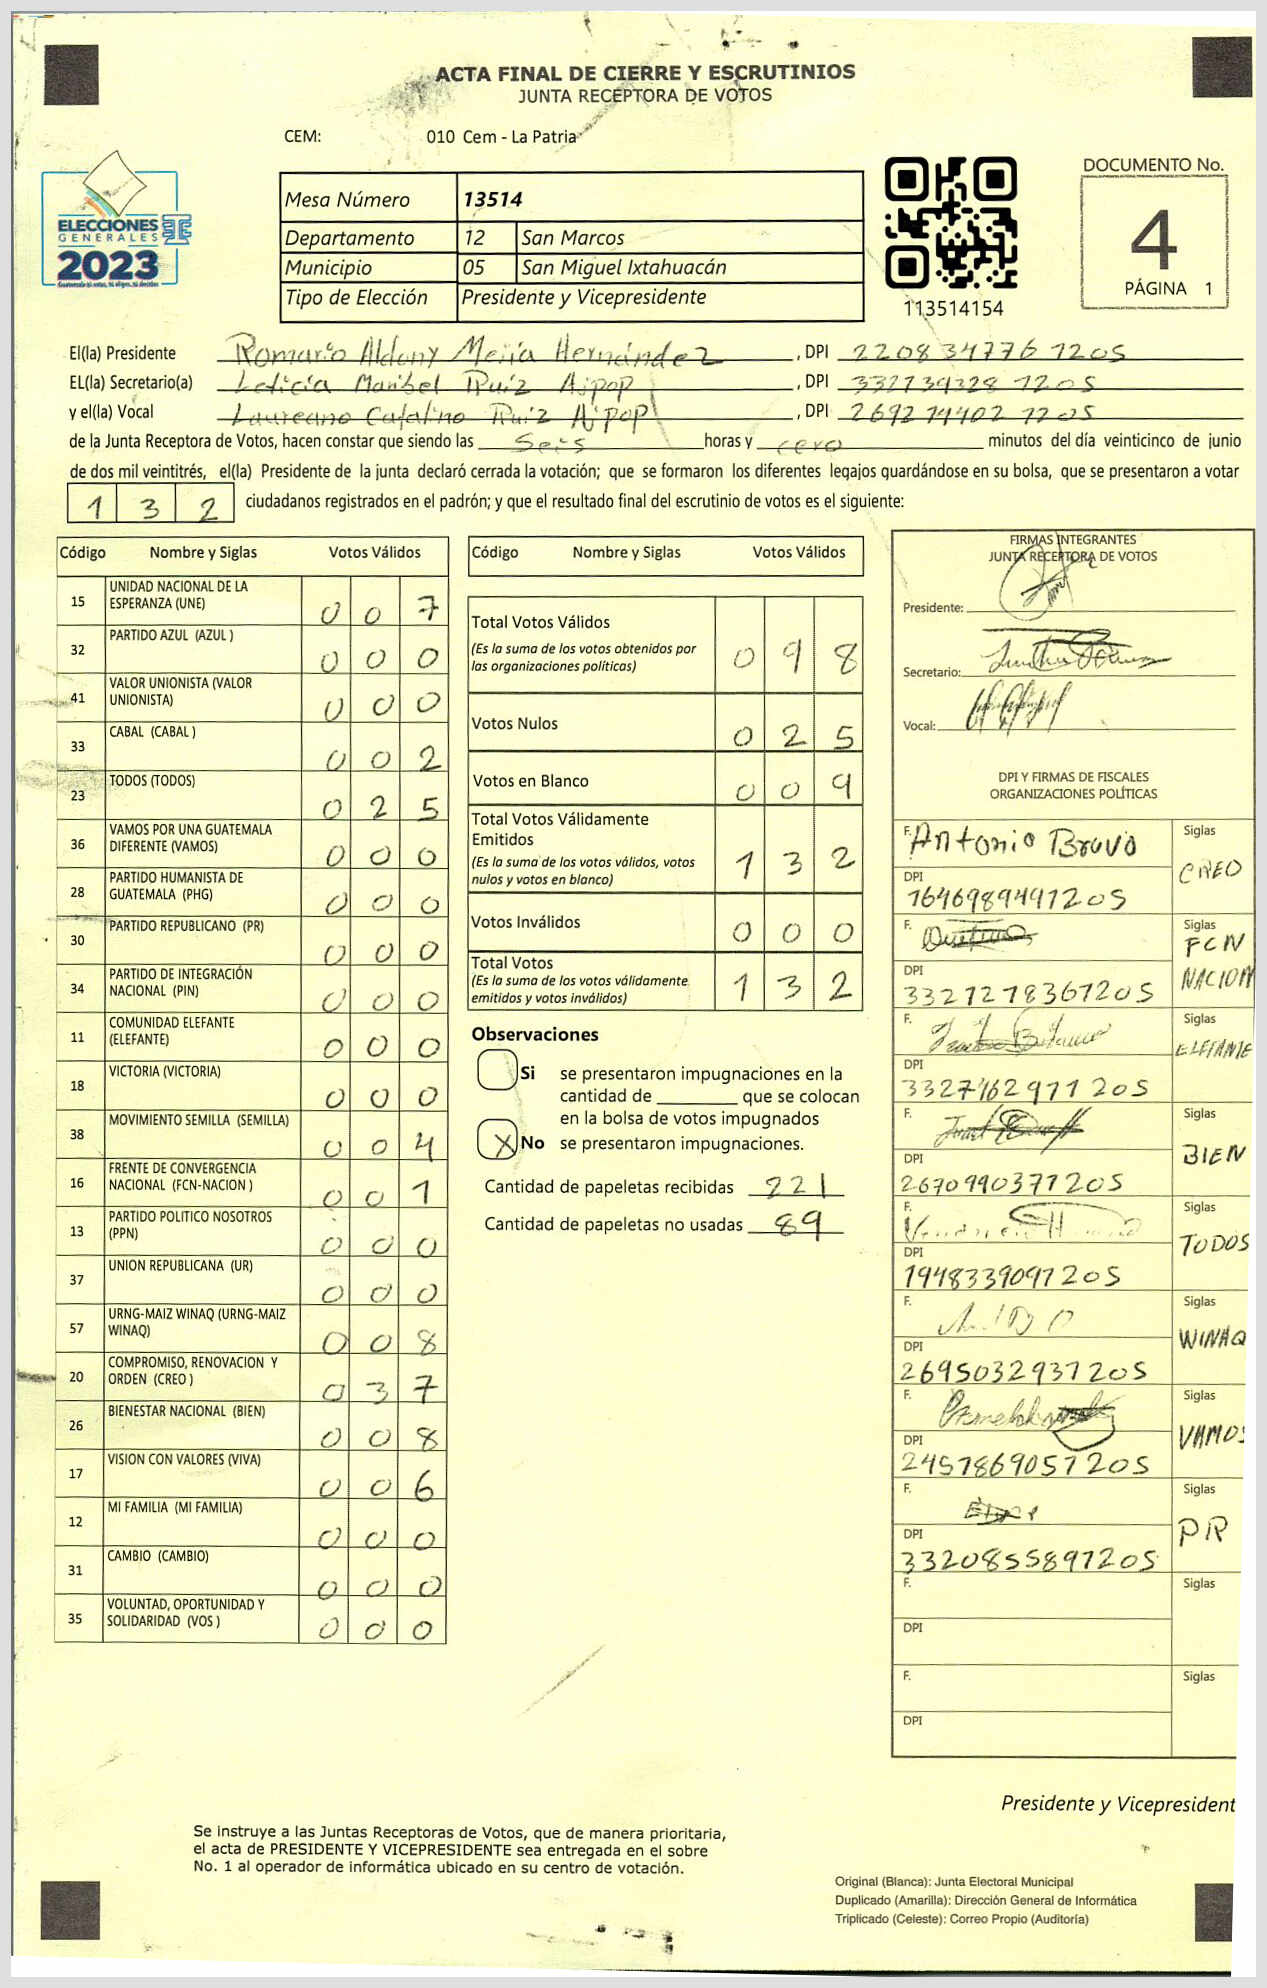 ACTA FINAL DE CIERRE Y ESCRUTINIOS
JUNTA RECEPTORA DE VOTOS
CEM: 010 Cem - La Patria
DOCUMENTO No.
4
PÁGINA 1
ELECCIONES
GENERALES
2023
Mesa Número 13514
Departamento 12 San Marcos
Municipio 05 San Miguel Ixtahuacán
Tipo de Elección Presidente y Vicepresidente
113514154
El(la) Presidente Romario Aldony Mejía Hernández, DPI 220834776 1205
EL(la) Secretario(a) Leticia Maribel Ruiz Ajpop, DPI 332739328 1205
y el(la) Vocal Laureano Catalino Ruiz Ajpop, DPI 269274402 1205
de la Junta Receptora de Votos, hacen constar que siendo las Seis horas y cero minutos del día veinticinco de junio
de dos mil veintitrés, el(la) Presidente de la junta declaró cerrada la votación; que se formaron los diferentes legajos guardándose en su bolsa, que se presentaron a votar
1 3 2 ciudadanos registrados en el padrón; y que el resultado final del escrutinio de votos es el siguiente:
Código Nombre y Siglas Votos Válidos
15 UNIDAD NACIONAL DE LA ESPERANZA (UNE) 0 0 7
32 PARTIDO AZUL (AZUL ) 0 0 0
41 VALOR UNIONISTA (VALOR UNIONISTA) 0 0 0
33 CABAL (CABAL ) 0 0 2
23 TODOS (TODOS) 0 2 5
36 VAMOS POR UNA GUATEMALA DIFERENTE (VAMOS) 0 0 0
28 PARTIDO HUMANISTA DE GUATEMALA (PHG) 0 0 0
30 PARTIDO REPUBLICANO (PR) 0 0 0
34 PARTIDO DE INTEGRACIÓN NACIONAL (PIN) 0 0 0
11 COMUNIDAD ELEFANTE (ELEFANTE) 0 0 0
18 VICTORIA (VICTORIA) 0 0 0
38 MOVIMIENTO SEMILLA (SEMILLA) 0 0 4
16 FRENTE DE CONVERGENCIA NACIONAL (FCN-NACION ) 0 0 1
13 PARTIDO POLITICO NOSOTROS (PPN) 0 0 0
37 UNION REPUBLICANA (UR) 0 0 0
57 URNG-MAIZ WINAQ (URNG-MAIZ WINAQ) 0 0 8
20 COMPROMISO, RENOVACION Y ORDEN (CREO ) 0 3 7
26 BIENESTAR NACIONAL (BIEN) 0 0 8
17 VISION CON VALORES (VIVA) 0 0 6
12 MI FAMILIA (MI FAMILIA) 0 0 0
31 CAMBIO (CAMBIO) 0 0 0
35 VOLUNTAD, OPORTUNIDAD Y SOLIDARIDAD (VOS ) 0 0 0
Código Nombre y Siglas Votos Válidos
Total Votos Válidos 0 9 8
(Es la suma de los votos obtenidos por
las organizaciones políticas)
Votos Nulos 0 2 5
Votos en Blanco 0 0 9
Total Votos Válidamente
Emitidos 1 3 2
(Es la suma de los votos válidos, votos
nulos y votos en blanco)
Votos Inválidos 0 0 0
Total Votos 1 3 2
(Es la suma de los votos válidamente
emitidos y votos inválidos)
Observaciones
Si se presentaron impugnaciones en la
cantidad de ________ que se colocan
en la bolsa de votos impugnados
X No se presentaron impugnaciones.
Cantidad de papeletas recibidas 221
Cantidad de papeletas no usadas 89
FIRMAS INTEGRANTES
JUNTA RECEPTORA DE VOTOS
Presidente:
Secretario:
Vocal:
DPI Y FIRMAS DE FISCALES
ORGANIZACIONES POLÍTICAS
F. Antonio Bravo Siglas CREO
DPI 1646989491205
F. Siglas FCN NACION
DPI 3327278361205
F. Siglas ELEFANTE
DPI 3327462971205
F. Siglas BIEN
DPI 2670990371205
F. Siglas TODOS
DPI 1948339091205
F. Siglas WINAQ
DPI 2695032931205
F. Siglas VAMOS
DPI 2457869051205
F. Siglas PR
DPI 3320855891205
F. Siglas
DPI
F. Siglas
DPI
Presidente y Vicepresident
Se instruye a las Juntas Receptoras de Votos, que de manera prioritaria,
el acta de PRESIDENTE Y VICEPRESIDENTE sea entregada en el sobre
No. 1 al operador de informática ubicado en su centro de votación.
Original (Blanca): Junta Electoral Municipal
Duplicado (Amarilla): Dirección General de Informática
Triplicado (Celeste): Correo Propio (Auditoría)